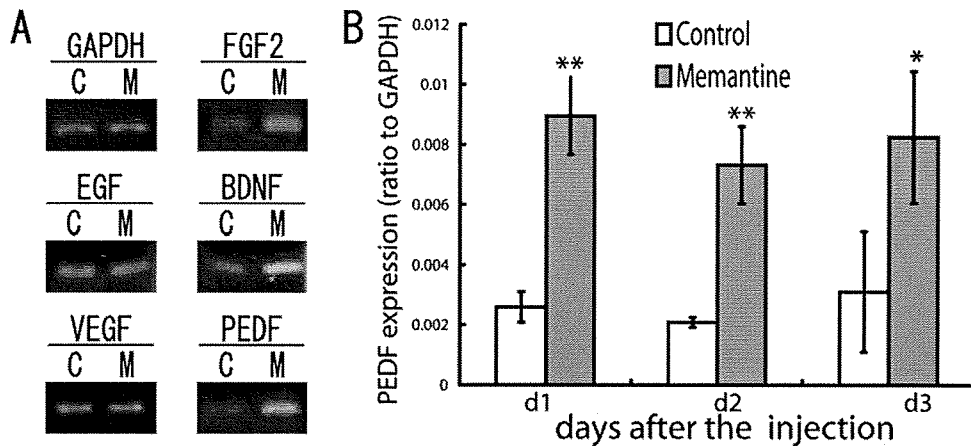 A
GAPDH FGF2
C M C M
EGF BDNF
C M C M
VEGF PEDF
C M C M
B
PEDF expression (ratio to GAPDH)
0.012
0.01
0.008
0.006
0.004
0.002
0
Control
Memantine
** ** *
d1 d2 d3
days after the injection